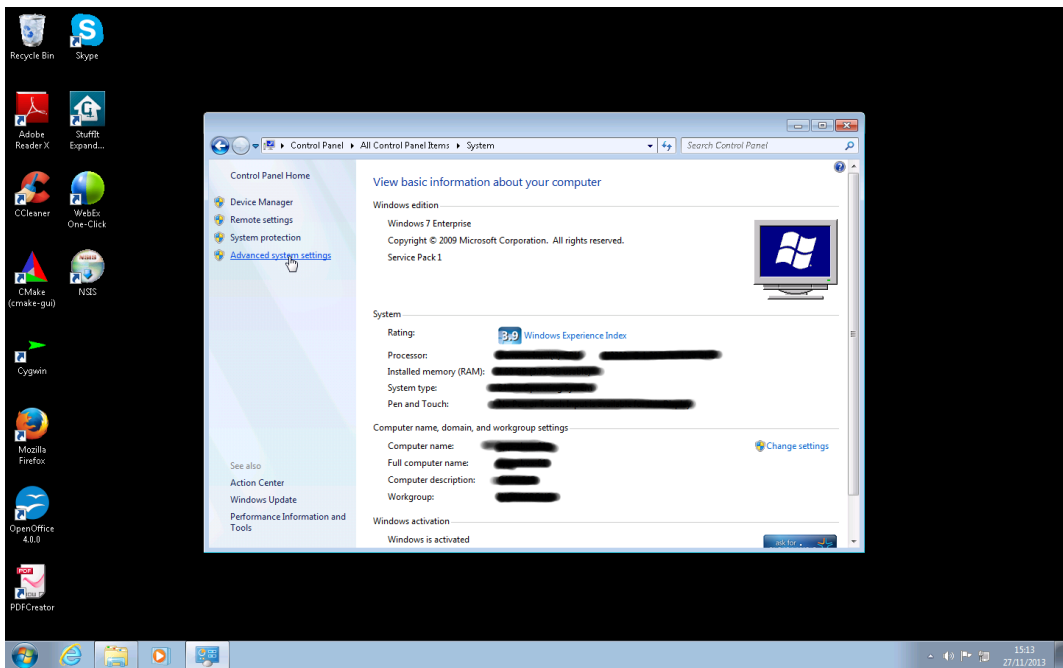 Recycle Bin
Skype
Adobe
Reader X
StuffIt
Expand...
CCleaner
WebEx
One-Click
CMake
(cmake-gui)
NSIS
Cygwin
Mozilla
Firefox
OpenOffice
4.0.0
PDFCreator
Control Panel
All Control Panel Items
System
Search Control Panel
Control Panel Home
Device Manager
Remote settings
System protection
Advanced system settings
See also
Action Center
Windows Update
Performance Information and
Tools
View basic information about your computer
Windows edition
Windows 7 Enterprise
Copyright © 2009 Microsoft Corporation. All rights reserved.
Service Pack 1
System
Rating:
3,9 Windows Experience Index
Processor:
Installed memory (RAM):
System type:
Pen and Touch:
Computer name, domain, and workgroup settings
Computer name:
Change settings
Full computer name:
Computer description:
Workgroup:
Windows activation
Windows is activated
ask for
15:13
27/11/2013